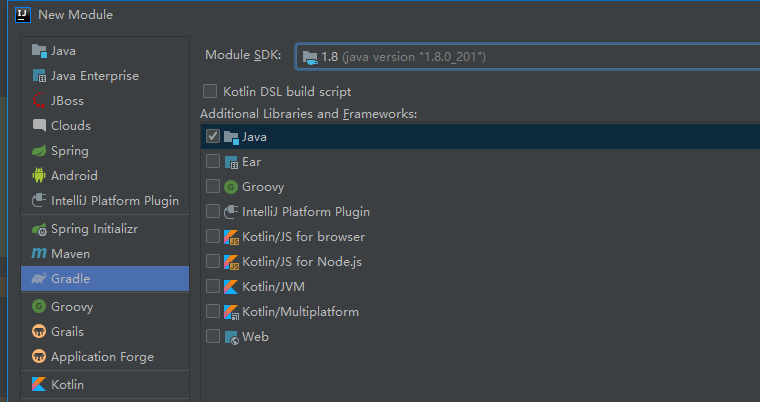 New Module
Java
Java Enterprise
JBoss
Clouds
Spring
Android
IntelliJ Platform Plugin
Spring Initializr
Maven
Gradle
Groovy
Grails
Application Forge
Kotlin
Module SDK: 1.8 (java version "1.8.0_201")
Kotlin DSL build script
Additional Libraries and Frameworks:
Java
Ear
Groovy
IntelliJ Platform Plugin
Kotlin/JS for browser
Kotlin/JS for Node.js
Kotlin/JVM
Kotlin/Multiplatform
Web